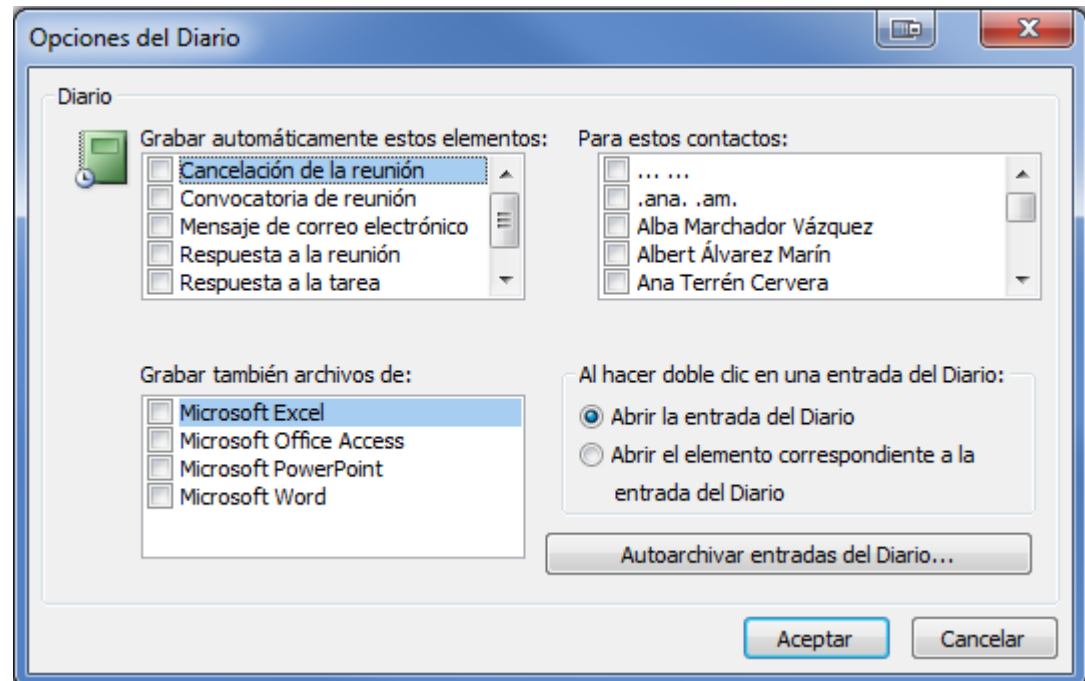 Opciones del Diario
Diario
Grabar automáticamente estos elementos:
Cancelación de la reunión
Convocatoria de reunión
Mensaje de correo electrónico
Respuesta a la reunión
Respuesta a la tarea
Para estos contactos:
... ...
.ana. .am.
Alba Marchador Vázquez
Albert Álvarez Marín
Ana Terrén Cervera
Grabar también archivos de:
Microsoft Excel
Microsoft Office Access
Microsoft PowerPoint
Microsoft Word
Al hacer doble clic en una entrada del Diario:
Abrir la entrada del Diario
Abrir el elemento correspondiente a la
entrada del Diario
Autoarchivar entradas del Diario...
Aceptar
Cancelar